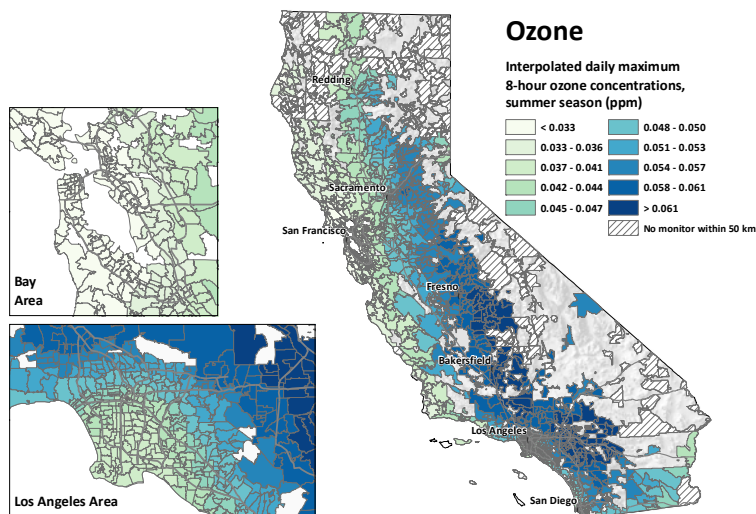 Ozone
Interpolated daily maximum
8-hour ozone concentrations,
summer season (ppm)
< 0.033
0.033 - 0.036
0.037 - 0.041
0.042 - 0.044
0.045 - 0.047
0.048 - 0.050
0.051 - 0.053
0.054 - 0.057
0.058 - 0.061
> 0.061
No monitor within 50 km
Redding
Sacramento
San Francisco
Fresno
Bakersfield
Los Angeles
San Diego
Bay
Area
Los Angeles Area